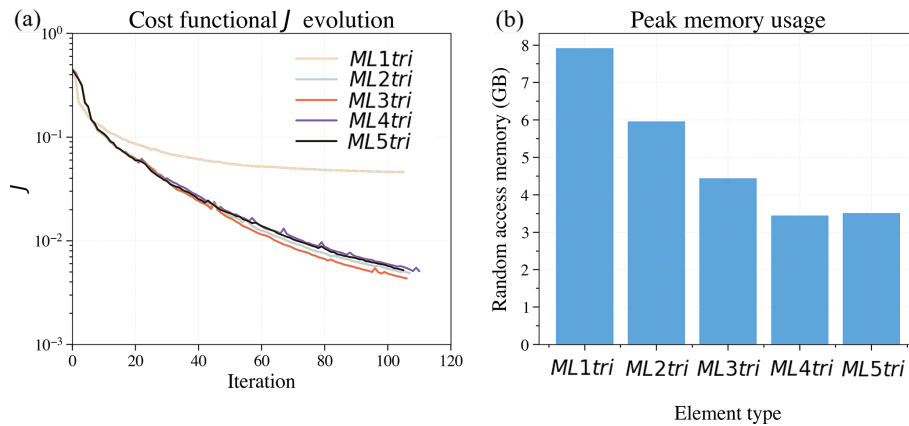 (a)
Cost functional J evolution
10⁰
10⁻¹
10⁻²
10⁻³
J
0
20
40
60
80
100
120
Iteration
ML1tri
ML2tri
ML3tri
ML4tri
ML5tri
(b)
Peak memory usage
8
7
6
5
4
3
2
1
0
Random access memory (GB)
ML1tri
ML2tri
ML3tri
ML4tri
ML5tri
Element type